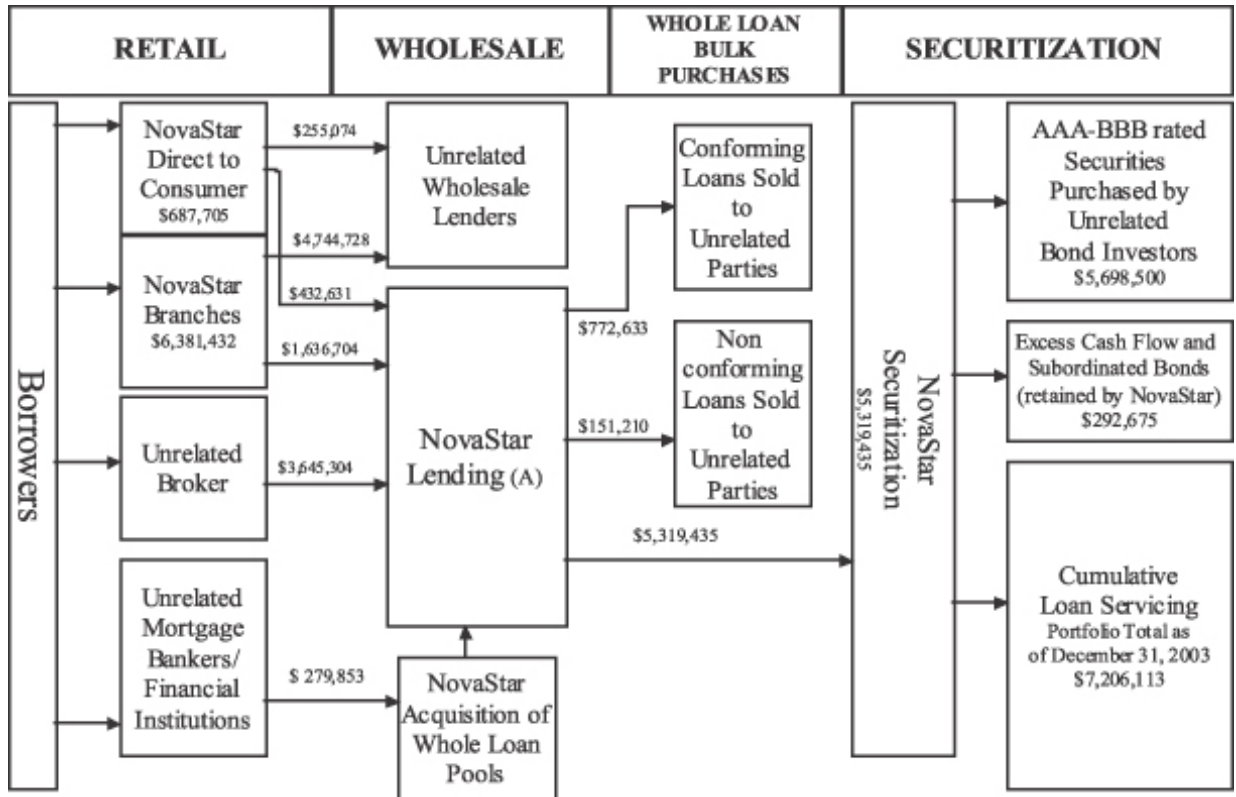 RETAIL
WHOLESALE
WHOLE LOAN
BULK
PURCHASES
SECURITIZATION
Borrowers
NovaStar
Direct to
Consumer
$687,705
NovaStar
Branches
$6,381,432
Unrelated
Broker
Unrelated
Mortgage
Bankers/
Financial
Institutions
$255,074
$4,744,728
$432,631
$1,636,704
$3,645,304
$ 279,853
Unrelated
Wholesale
Lenders
NovaStar
Lending (A)
NovaStar
Acquisition of
Whole Loan
Pools
$772,633
$151,210
$5,319,435
Conforming
Loans Sold
to
Unrelated
Parties
Non
conforming
Loans Sold
to
Unrelated
Parties
NovaStar
Securitization
$5,319,435
AAA-BBB rated
Securities
Purchased by
Unrelated
Bond Investors
$5,698,500
Excess Cash Flow and
Subordinated Bonds
(retained by NovaStar)
$292,675
Cumulative
Loan Servicing
Portfolio Total as
of December 31, 2003
$7,206,113